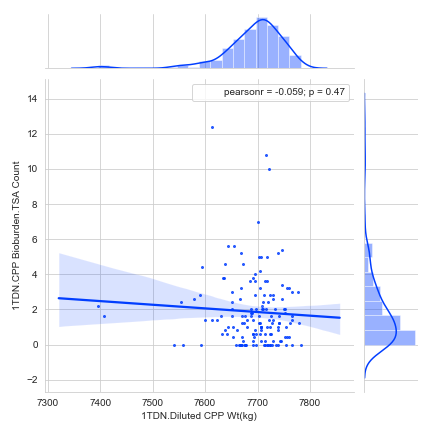 pearsonr = -0.059; p = 0.47
14
12
10
8
6
4
2
0
−2
1TDN.CPP Bioburden.TSA Count
7300 7400 7500 7600 7700 7800
1TDN.Diluted CPP Wt(kg)